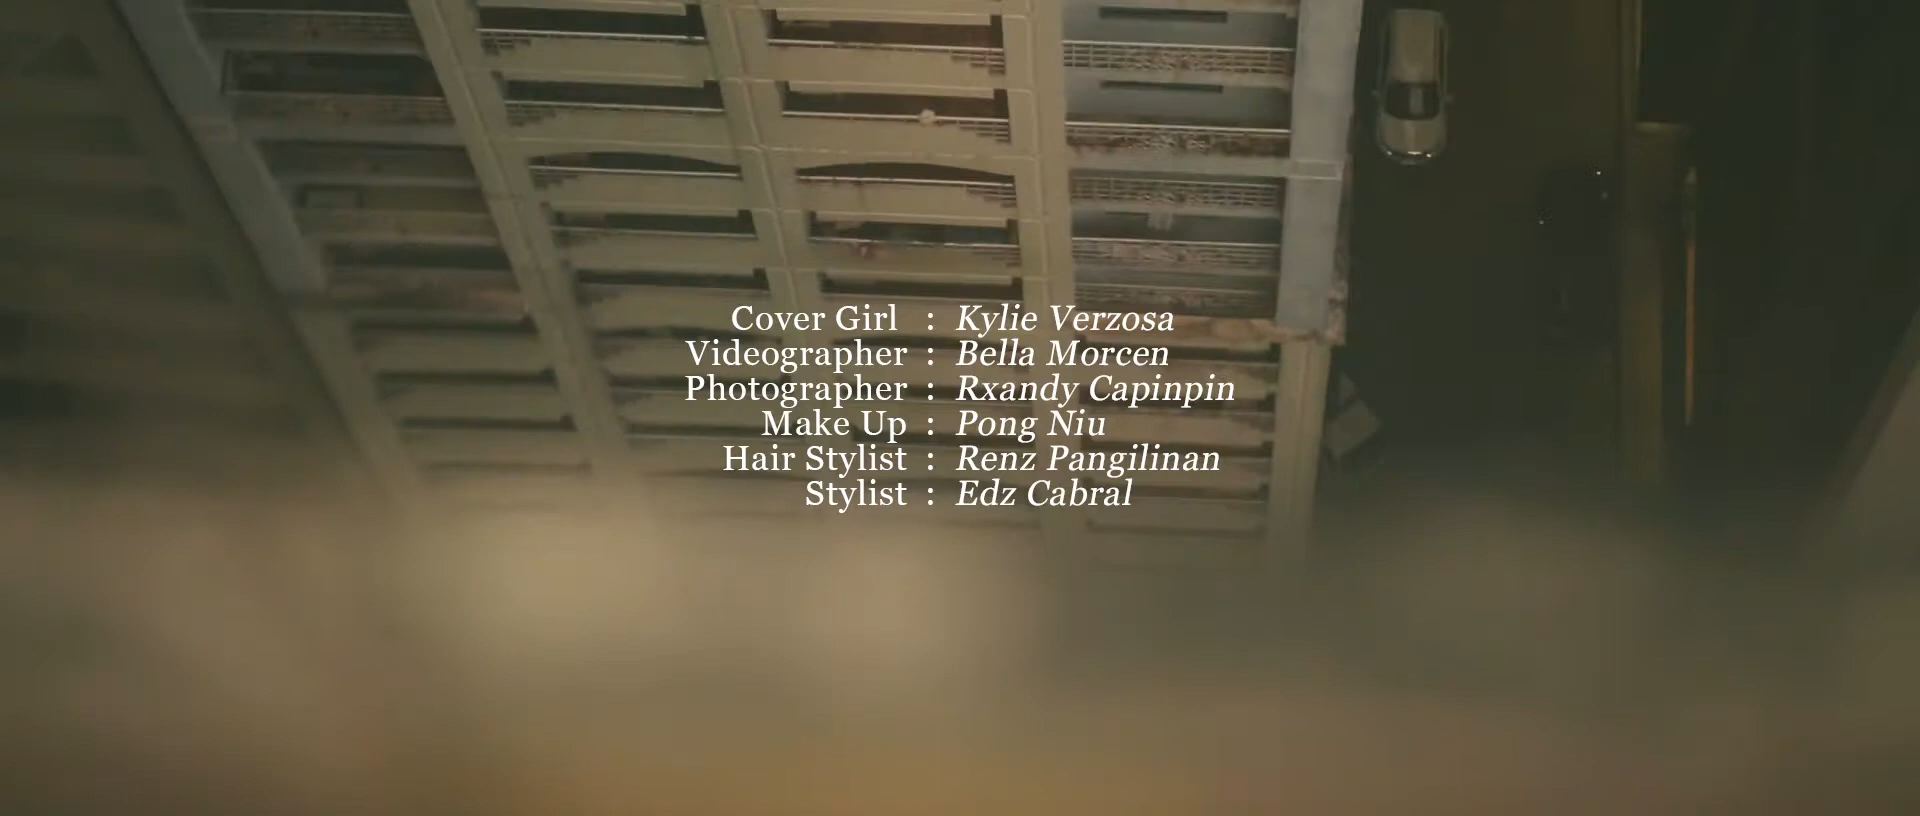 Cover Girl : Kylie Verzosa
Videographer : Bella Morcen
Photographer : Rxandy Capinpin
Make Up : Pong Niu
Hair Stylist : Renz Pangilinan
Stylist : Edz Cabral